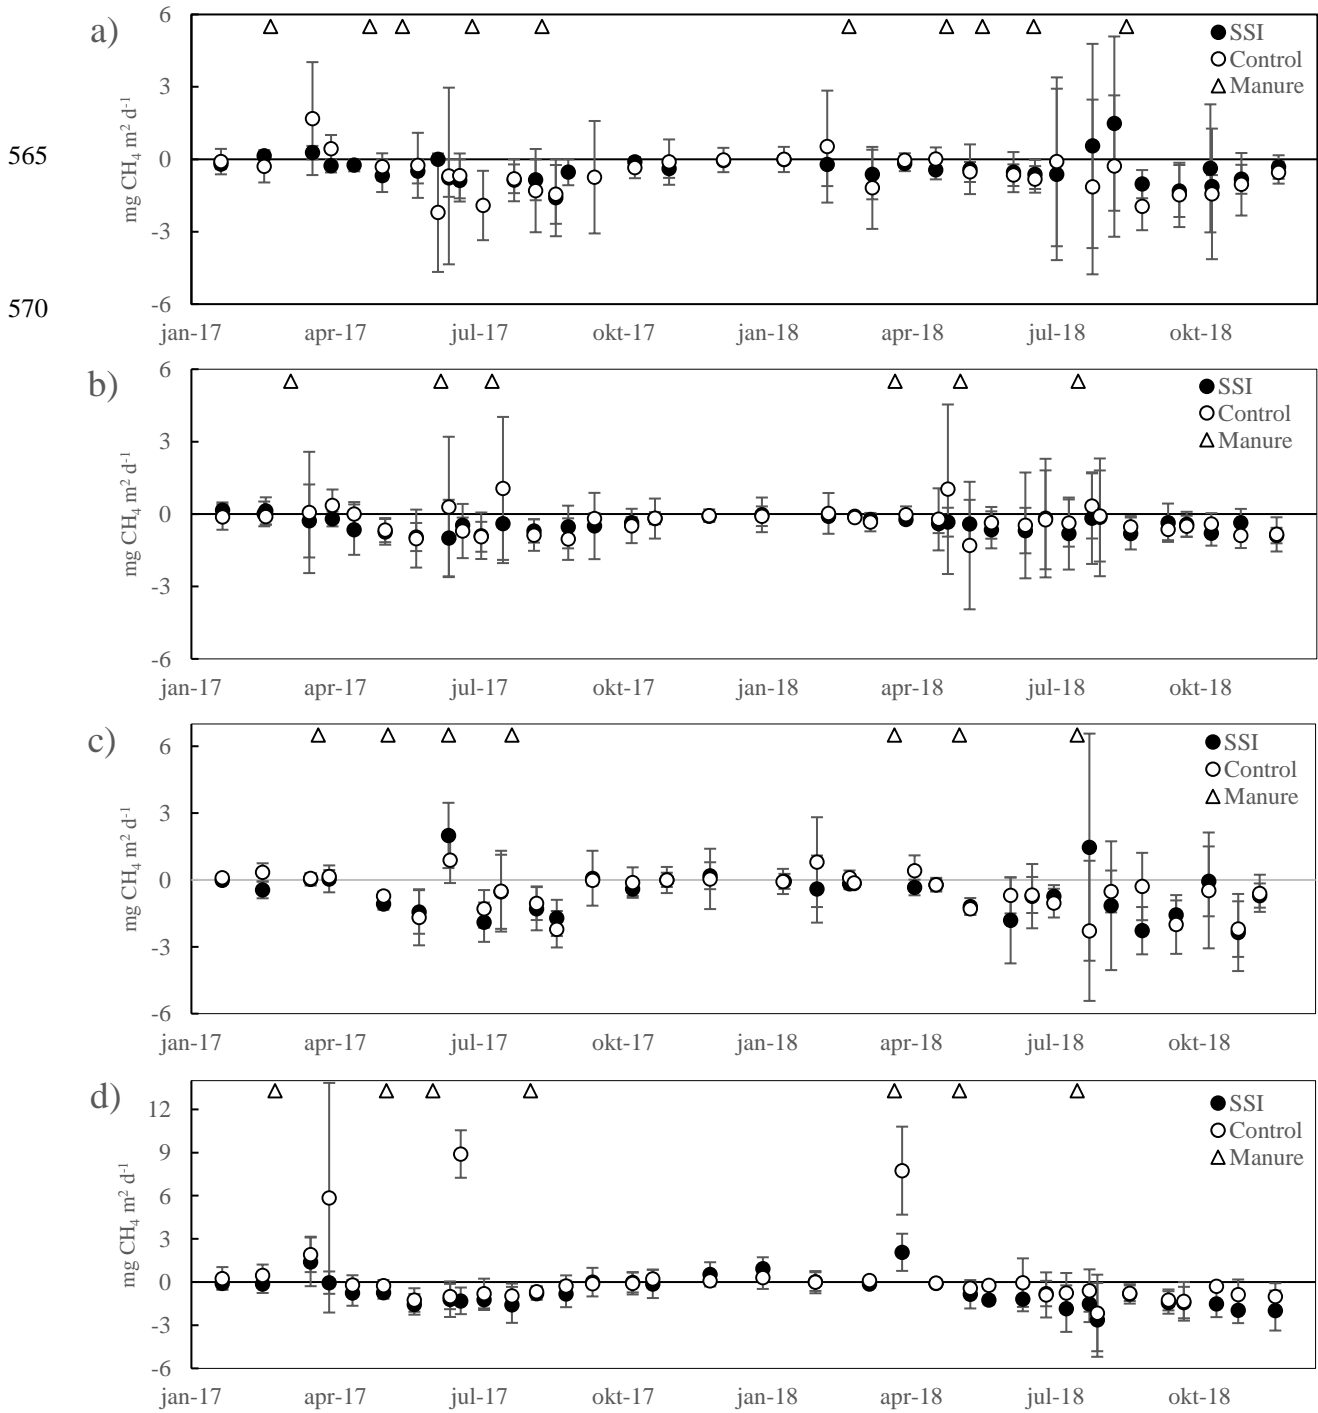 a)
6
3
0
-3
-6
mg CH₄ m² d⁻¹
SSI
Control
Manure
565
570
jan-17 apr-17 jul-17 okt-17 jan-18 apr-18 jul-18 okt-18
b)
6
3
0
-3
-6
mg CH₄ m² d⁻¹
SSI
Control
Manure
jan-17 apr-17 jul-17 okt-17 jan-18 apr-18 jul-18 okt-18
c)
6
3
0
-3
-6
mg CH₄ m² d⁻¹
SSI
Control
Manure
jan-17 apr-17 jul-17 okt-17 jan-18 apr-18 jul-18 okt-18
d)
12
9
6
3
0
-3
-6
mg CH₄ m² d⁻¹
SSI
Control
Manure
jan-17 apr-17 jul-17 okt-17 jan-18 apr-18 jul-18 okt-18